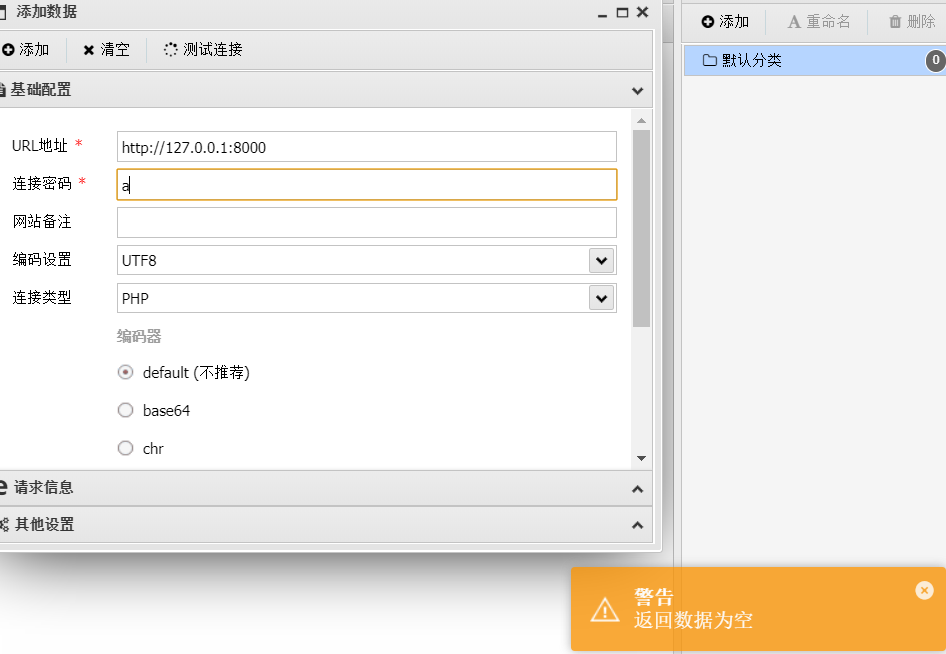 添加数据
添加 清空 测试连接
基础配置
URL地址 * http://127.0.0.1:8000
连接密码 * a
网站备注
编码设置 UTF8
连接类型 PHP
编码器
default (不推荐)
base64
chr
请求信息
其他设置
添加 重命名 删除
默认分类 0
警告
返回数据为空